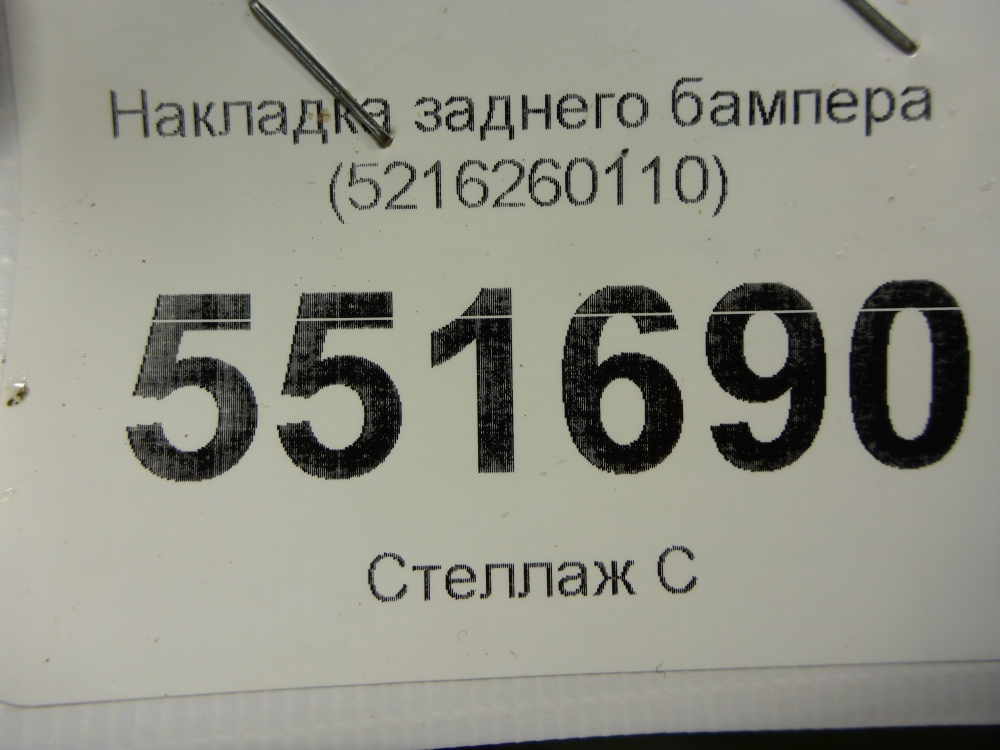 Накладка заднего бампера
(5216260110)
551690
Стеллаж С